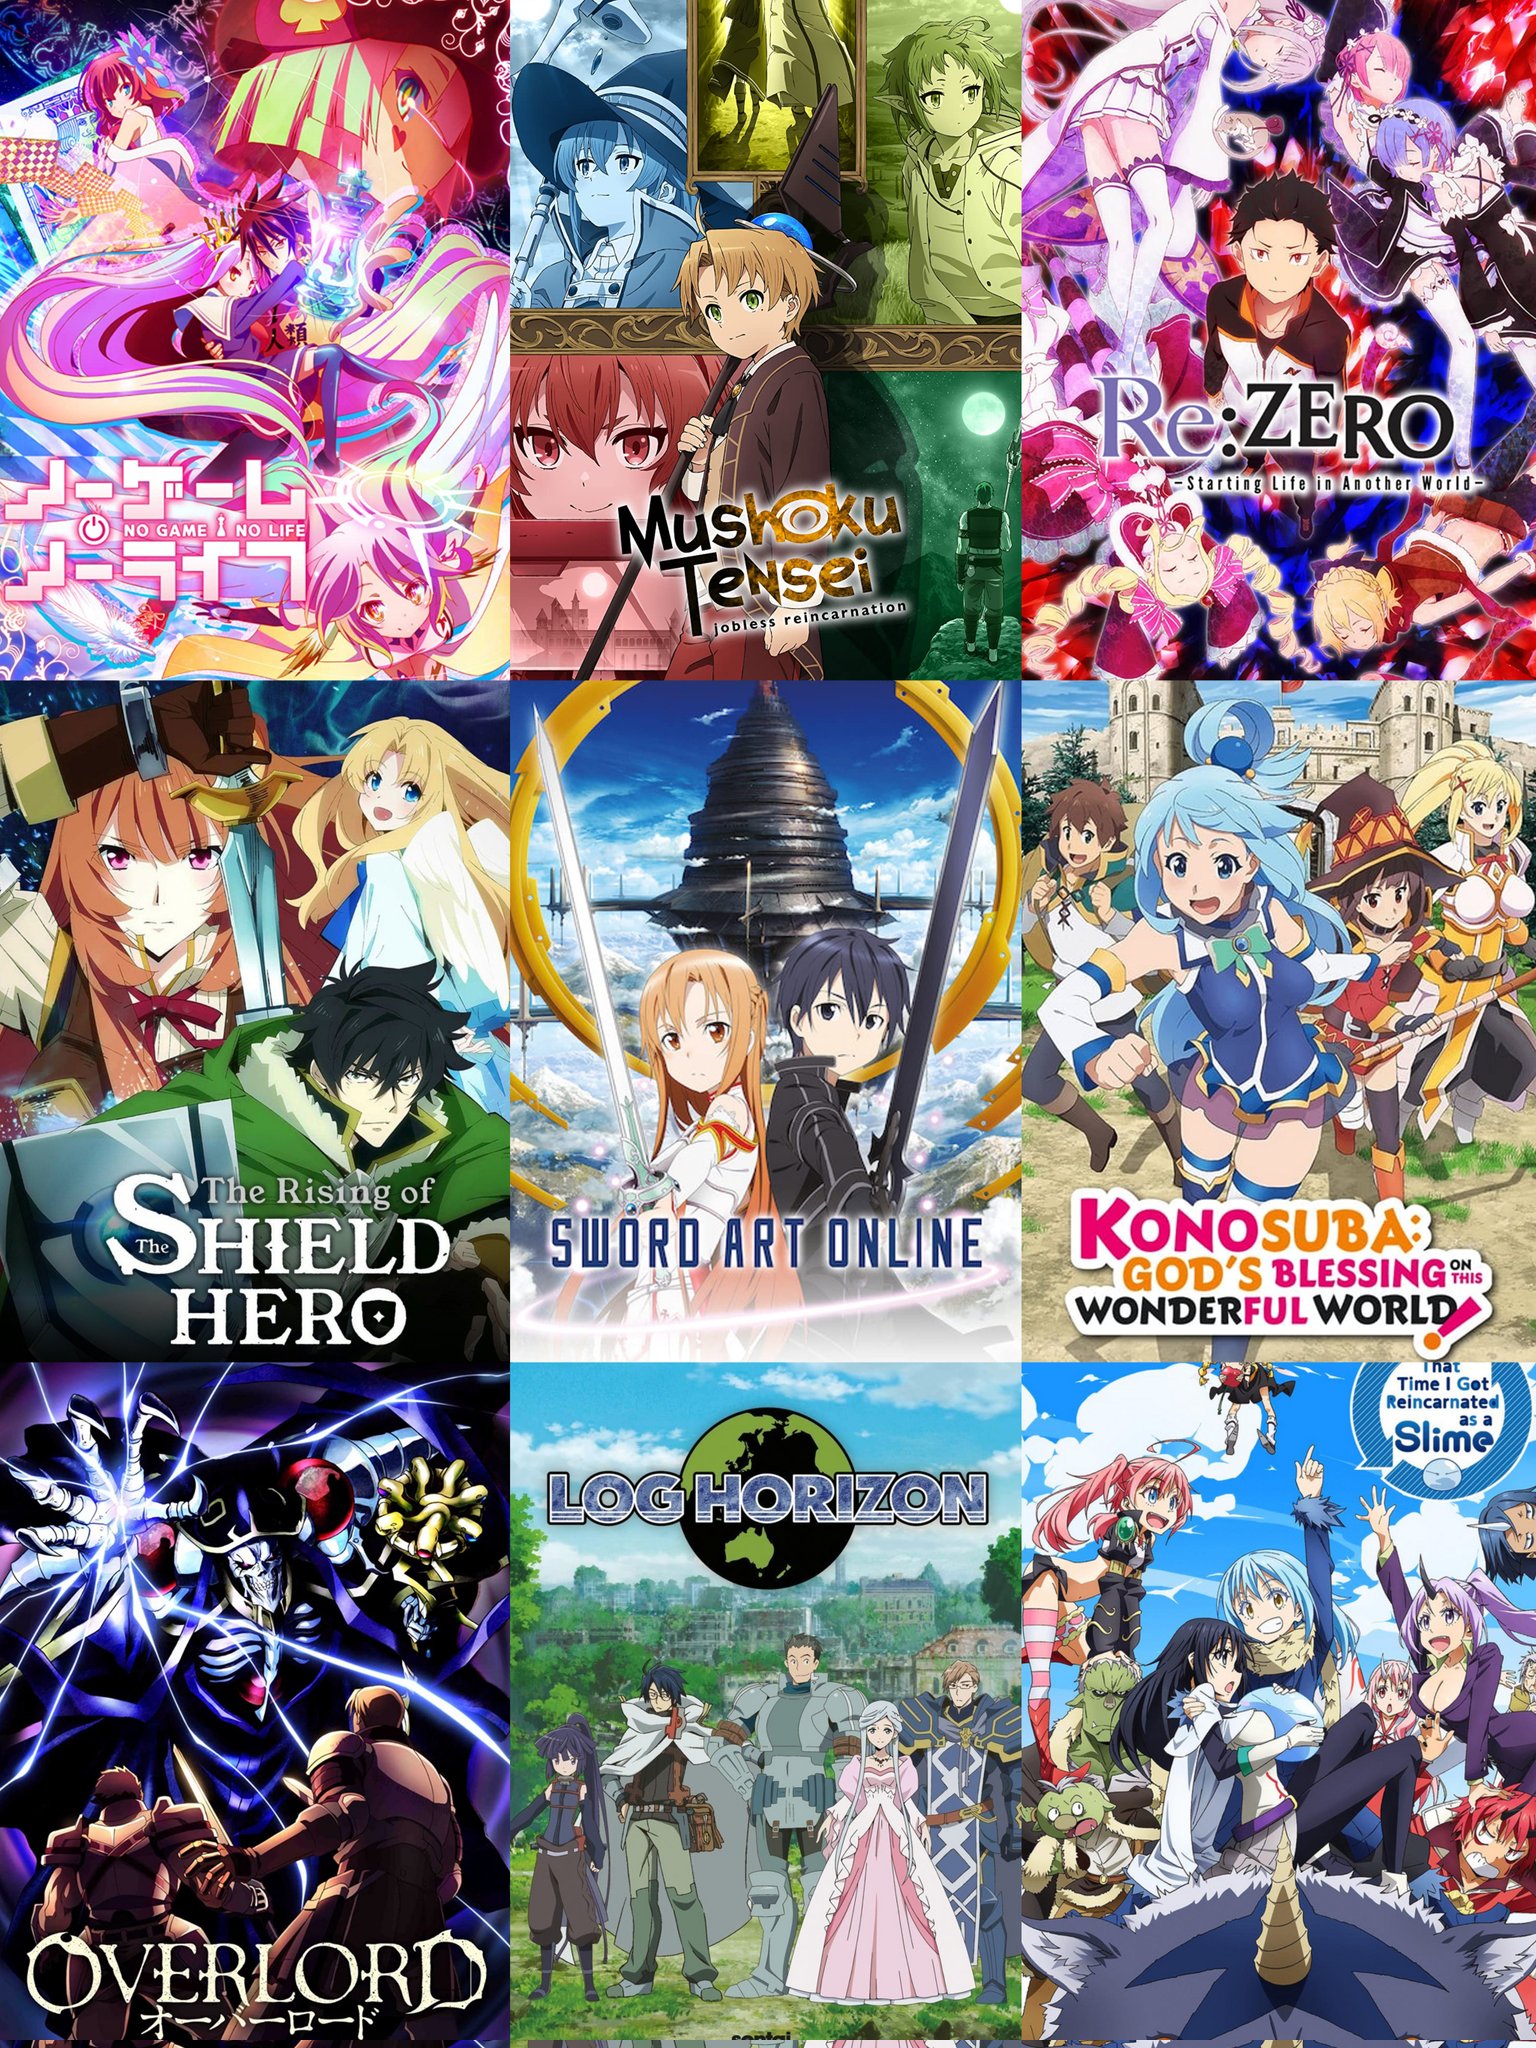 人類
ノーゲーム
NO GAME NO LIFE
ノーライフ
Mushoku
Tensei
jobless reincarnation
Re:ZERO
-Starting Life in Another World-
The Rising of
The SHIELD
HERO
SWORD ART ONLINE
KONOSUBA:
GOD'S BLESSING ON THIS
WONDERFUL WORLD!
OVERLORD
オーバーロード
LOG HORIZON
sentai
That
Time I Got
Reincarnated
as a
Slime